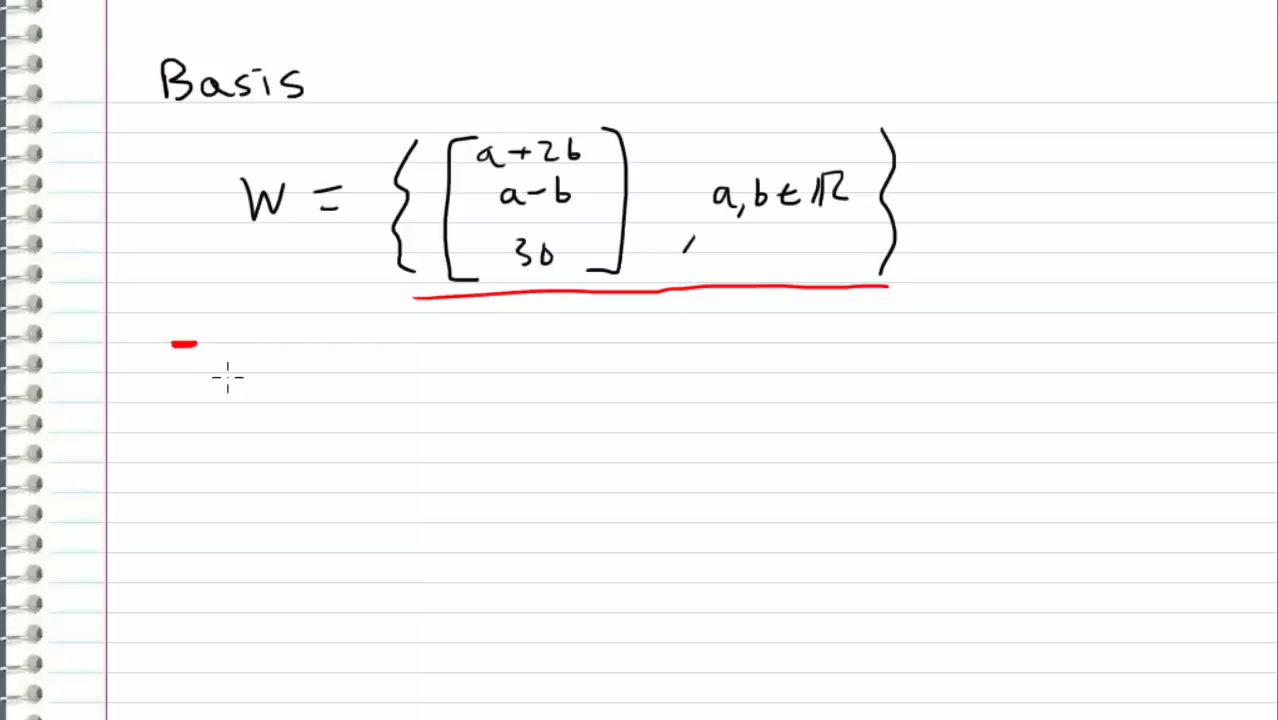 Basis
W = { [ a+2b
a-b
3b ] , a,b ∈ ℝ }